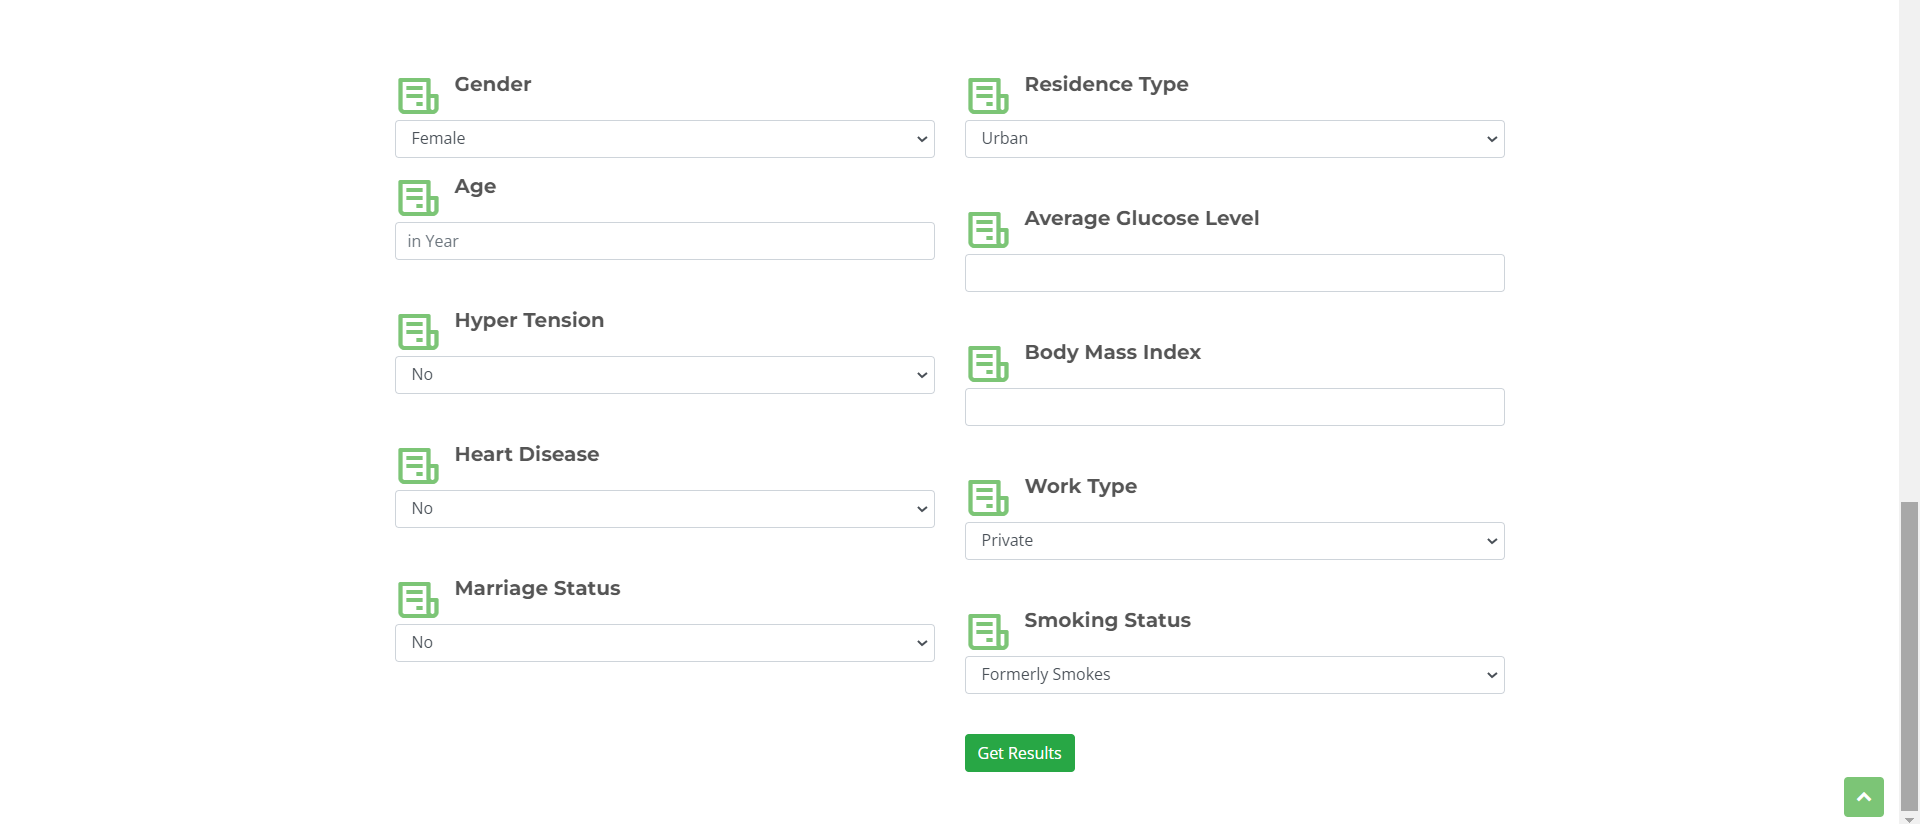 Gender
Female
Age
in Year
Hyper Tension
No
Heart Disease
No
Marriage Status
No
Residence Type
Urban
Average Glucose Level
Body Mass Index
Work Type
Private
Smoking Status
Formerly Smokes
Get Results